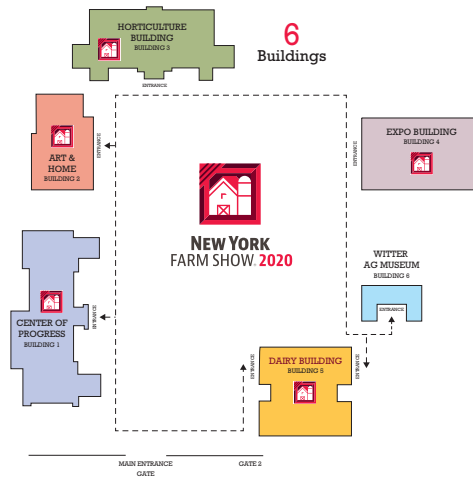 HORTICULTURE
BUILDING
BUILDING 3
ENTRANCE
6
Buildings
ART &
HOME
BUILDING 2
ENTRANCE
EXPO BUILDING
BUILDING 4
ENTRANCE
NEW YORK
FARM SHOW. 2020
WITTER
AG MUSEUM
BUILDING 6
ENTRANCE
CENTER OF
PROGRESS
BUILDING 1
ENTRANCE
DAIRY BUILDING
BUILDING 5
ENTRANCE
ENTRANCE
MAIN ENTRANCE
GATE
GATE 2